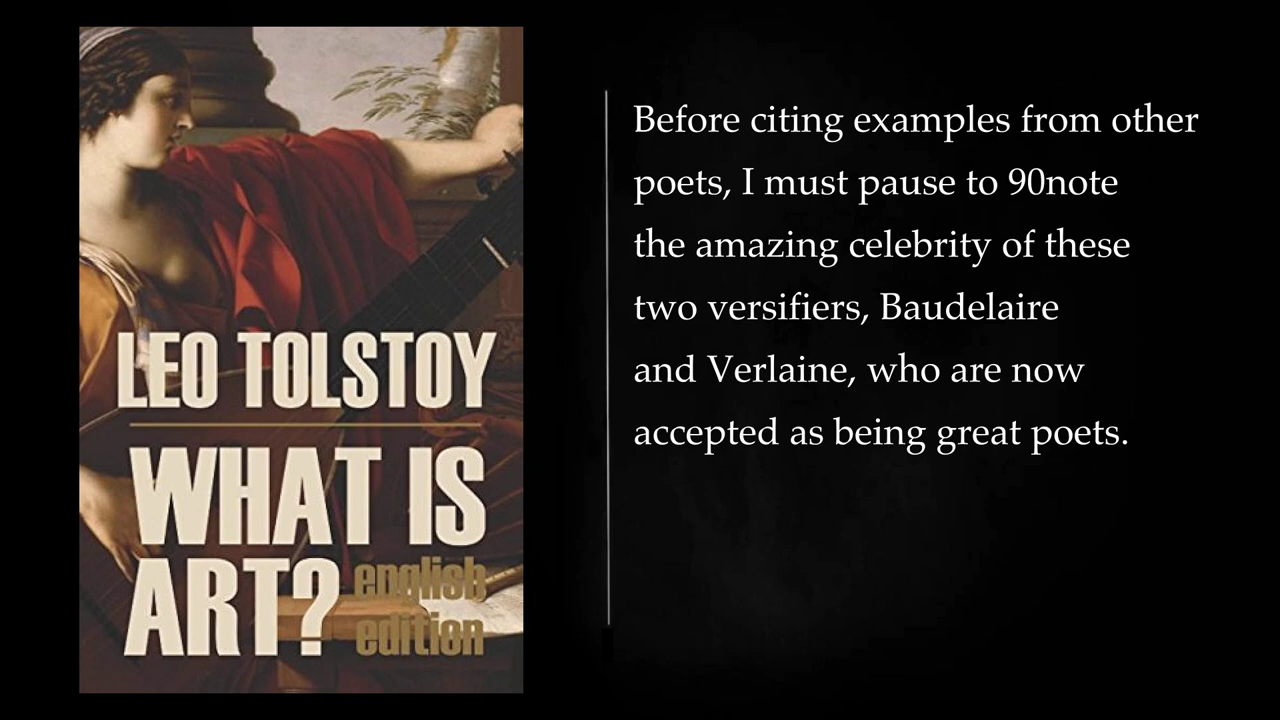 LEO TOLSTOY
WHAT IS
ART? english
edition
Before citing examples from other
poets, I must pause to 90note
the amazing celebrity of these
two versifiers, Baudelaire
and Verlaine, who are now
accepted as being great poets.